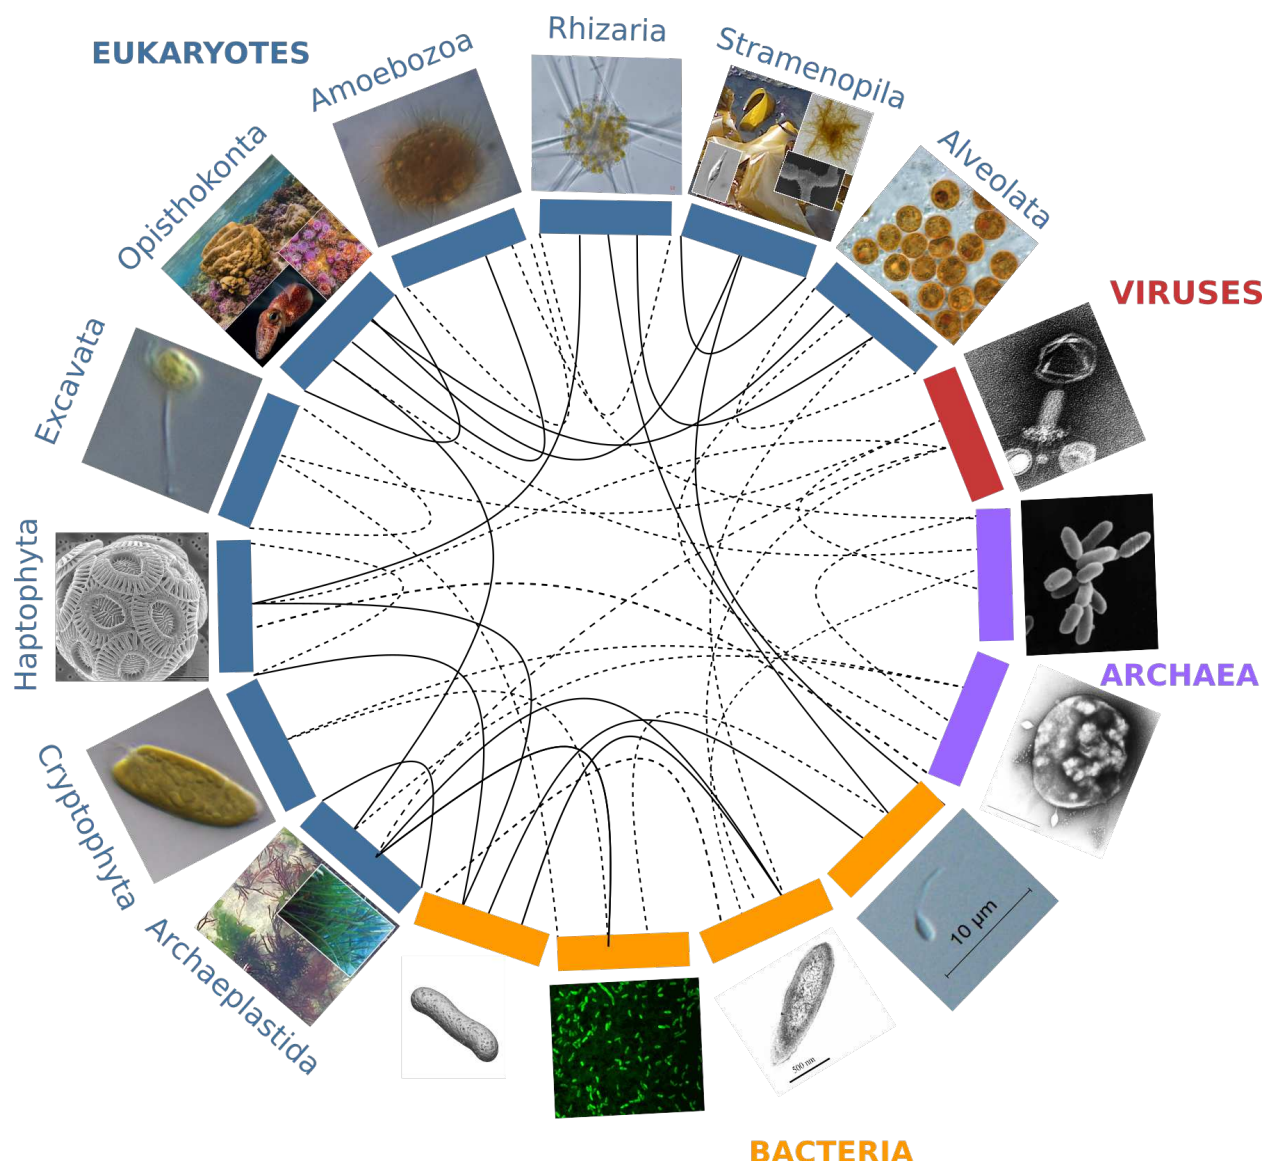 EUKARYOTES
Rhizaria
Stramenopila
Amoebozoa
Alveolata
Opisthokonta
VIRUSES
Excavata
Haptophyta
ARCHAEA
Cryptophyta
Archaeplastida
10 µm
500 nm
BACTERIA